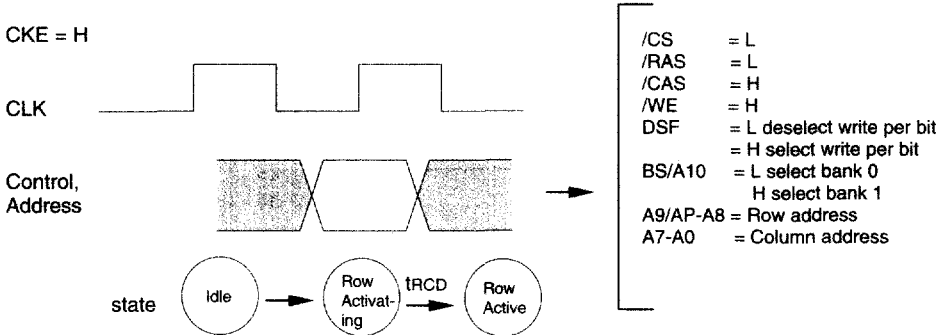 CKE = H
CLK
Control,
Address
state
Idle
Row
Activat-
ing
tRCD
Row
Active
/CS = L
/RAS = L
/CAS = H
/WE = H
DSF = L deselect write per bit
= H select write per bit
BS/A10 = L select bank 0
H select bank 1
A9/AP-A8 = Row address
A7-A0 = Column address